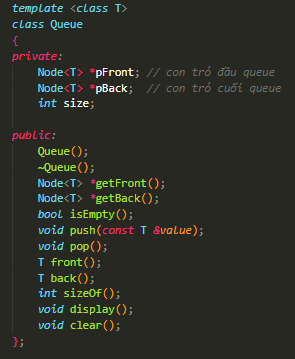 template <class T>
class Queue
{
private:
    Node<T> *pFront; // con trỏ đầu queue
    Node<T> *pBack;  // con trỏ cuối queue
    int size;

public:
    Queue();
    ~Queue();
    Node<T> *getFront();
    Node<T> *getBack();
    bool isEmpty();
    void push(const T &value);
    void pop();
    T front();
    T back();
    int sizeOf();
    void display();
    void clear();
};